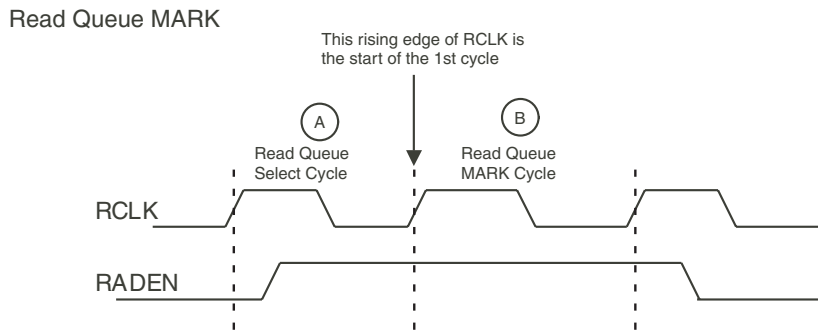 Read Queue MARK
This rising edge of RCLK is
the start of the 1st cycle
A
B
Read Queue
Select Cycle
Read Queue
MARK Cycle
RCLK
RADEN